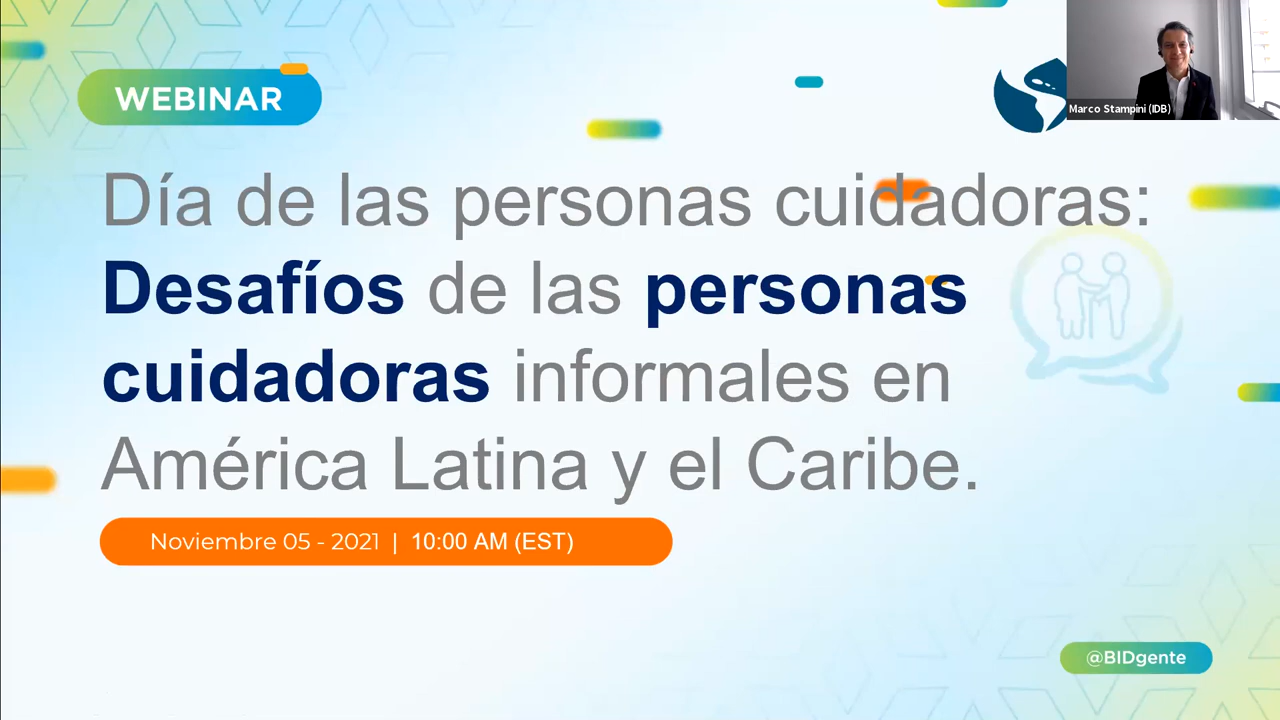 WEBINAR
Marco Stampini (IDB)
Día de las personas cuidadoras:
Desafíos de las personas
cuidadoras informales en
América Latina y el Caribe.
Noviembre 05 - 2021 | 10:00 AM (EST)
@BIDgente